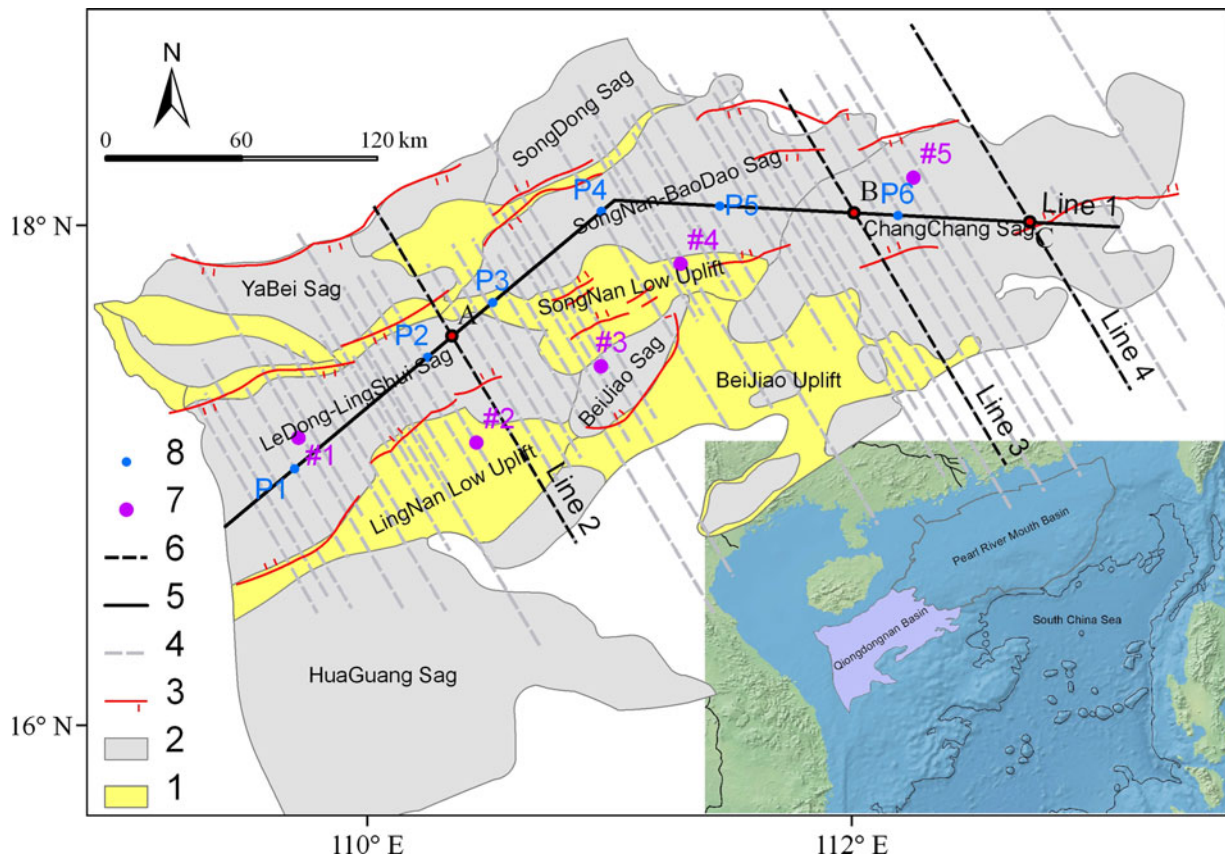 N
0 60 120 km
SongDong Sag
#5
P4
SongNan-BaoDao Sag
P5
B
P6
Line 1
18° N
ChangChang Sag
C
#4
YaBei Sag
P3
SongNan Low Uplift
A
P2
#3
Line 4
BeiJiao Sag
BeiJiao Uplift
LeDong-LingShui Sag
Line 3
#1
#2
8
P1
LingNan Low Uplift
Line 2
7
6
Pearl River Mouth Basin
5
South China Sea
Qiongdongnan Basin
4
HuaGuang Sag
3
16° N
2
1
110° E
112° E